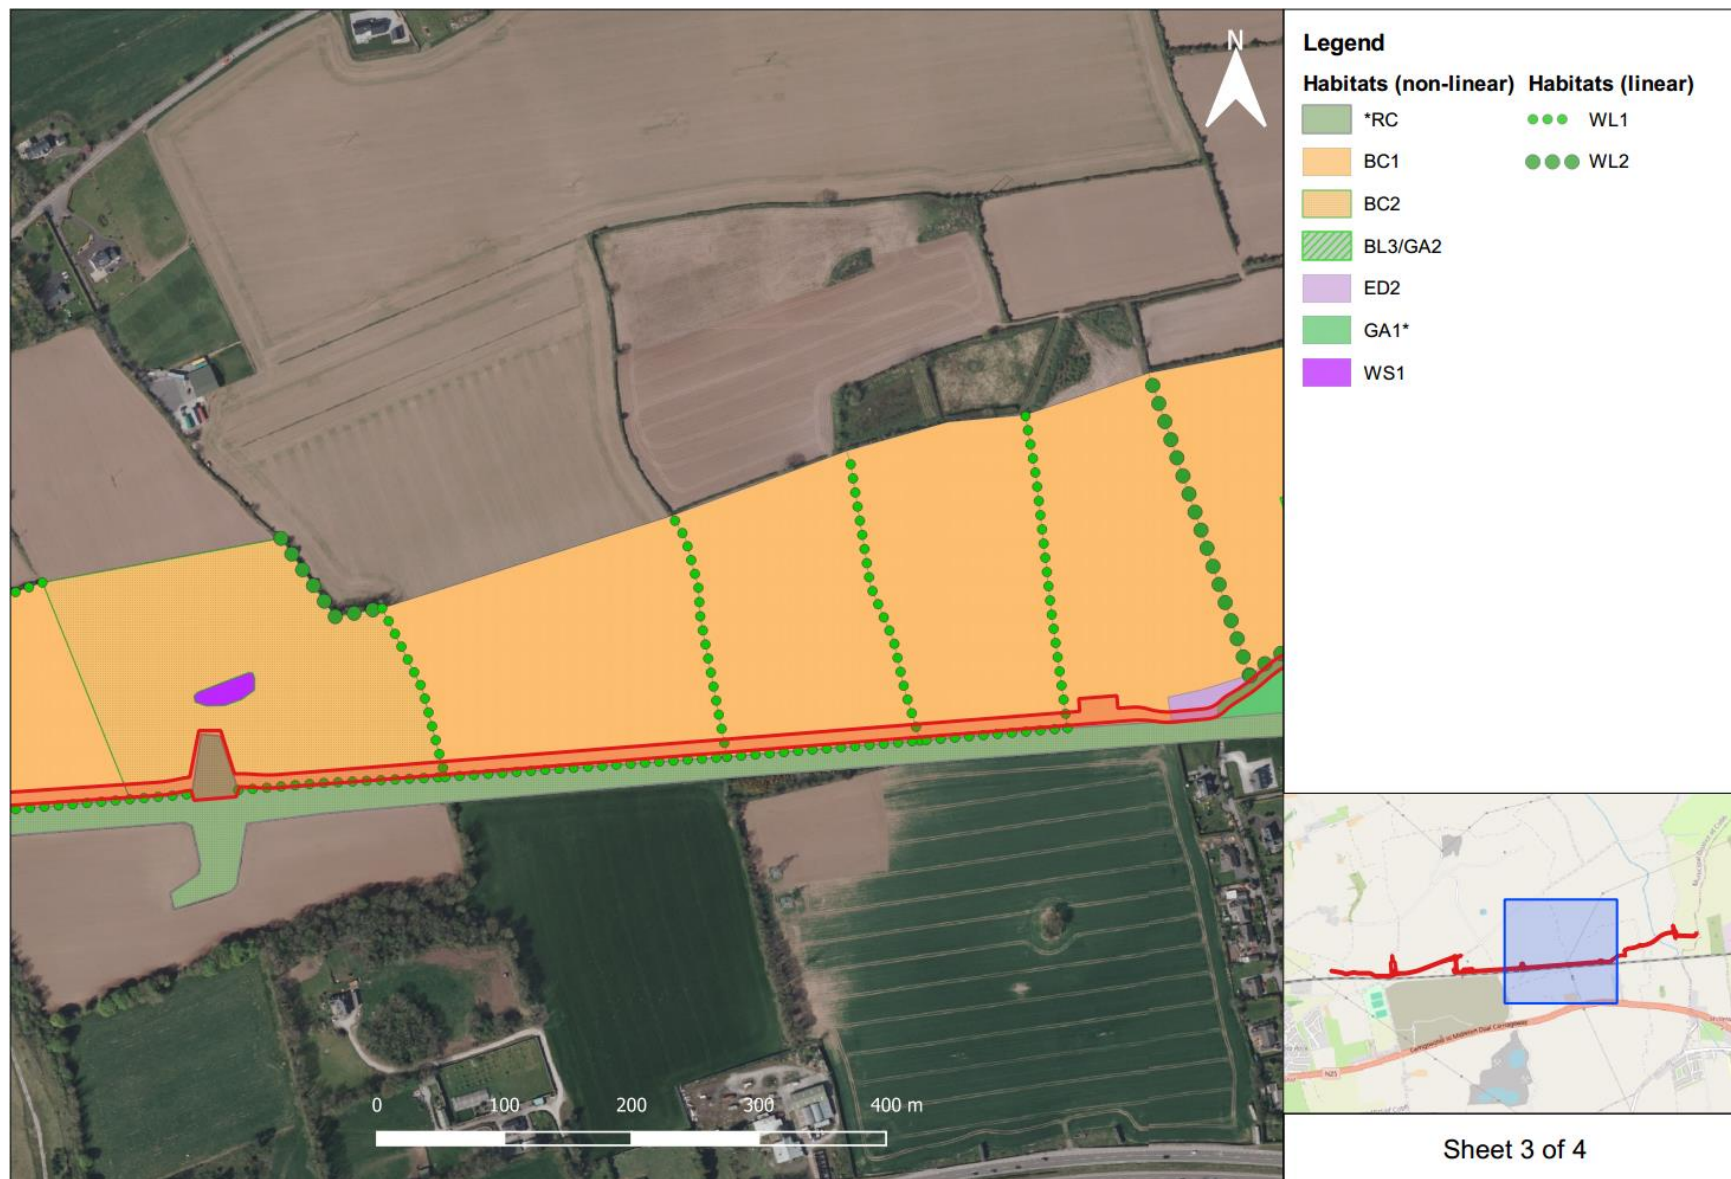 N
Legend
Habitats (non-linear) Habitats (linear)
*RC WL1
BC1 WL2
BC2
BL3/GA2
ED2
GA1*
WS1
0 100 200 300 400 m
N25
Sheet 3 of 4